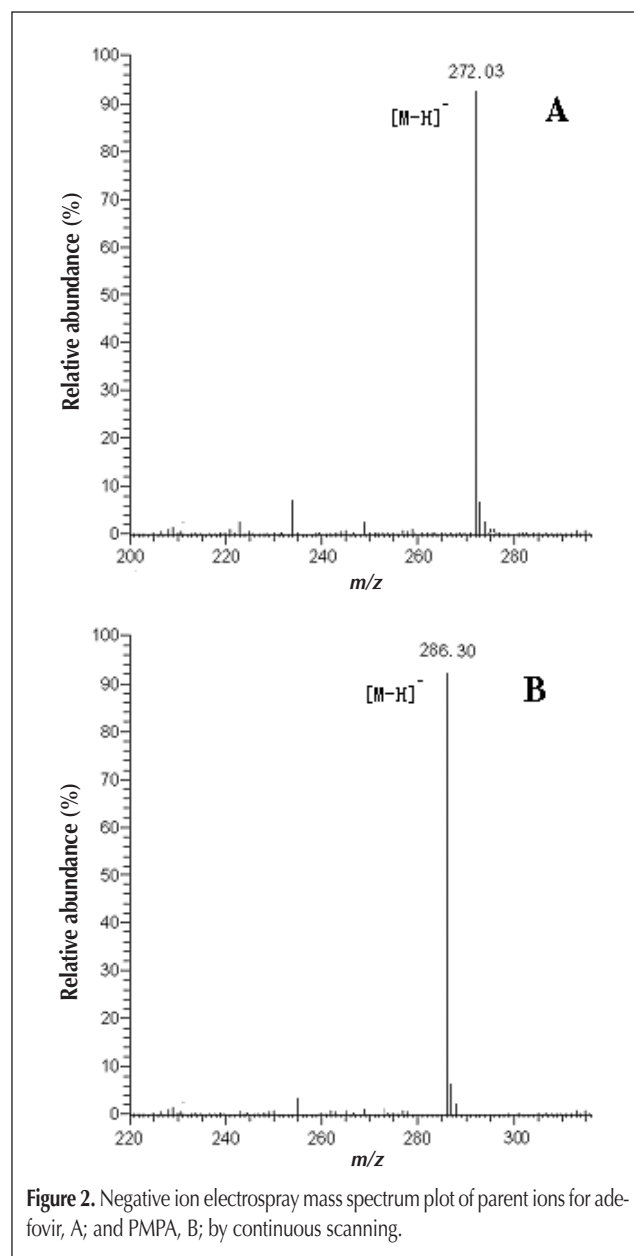 100
90
80
70
60
50
40
30
20
10
0
Relative abundance (%)
272.03
[M-H]⁻
A
200 220 240 260 280
m/z
100
90
80
70
60
50
40
30
20
10
0
Relative abundance (%)
286.30
[M-H]⁻
B
220 240 260 280 300
m/z
Figure 2. Negative ion electrospray mass spectrum plot of parent ions for ade-
fovir, A; and PMPA, B; by continuous scanning.